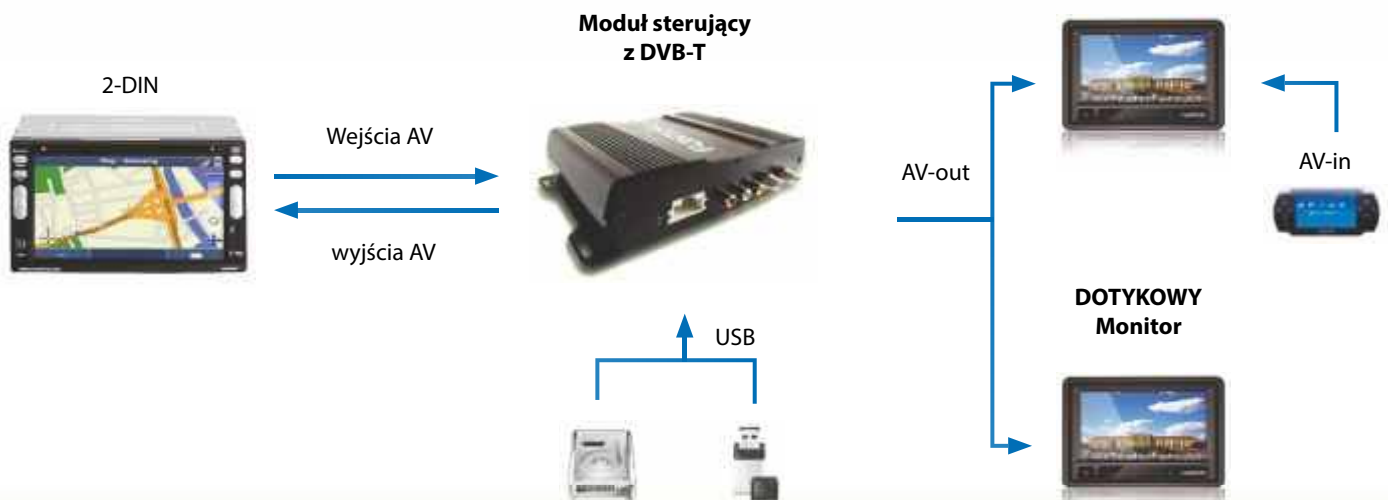 Moduł sterujący
z DVB-T
2-DIN
Wejścia AV
wyjścia AV
AV-out
AV-in
USB
DOTYKOWY
Monitor